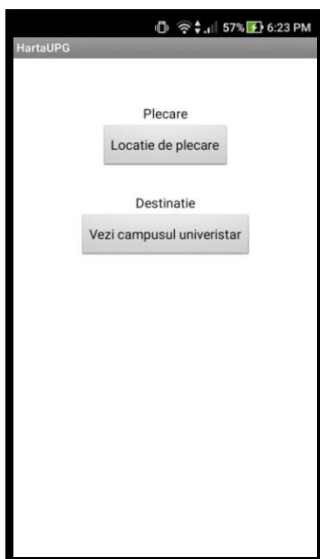 57% 6:23 PM
HartaUPG
Plecare
Locatie de plecare
Destinatie
Vezi campusul univeristar